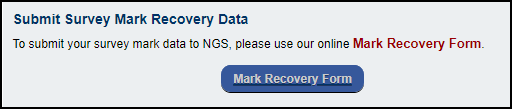 Submit Survey Mark Recovery Data
To submit your survey mark data to NGS, please use our online Mark Recovery Form.
Mark Recovery Form